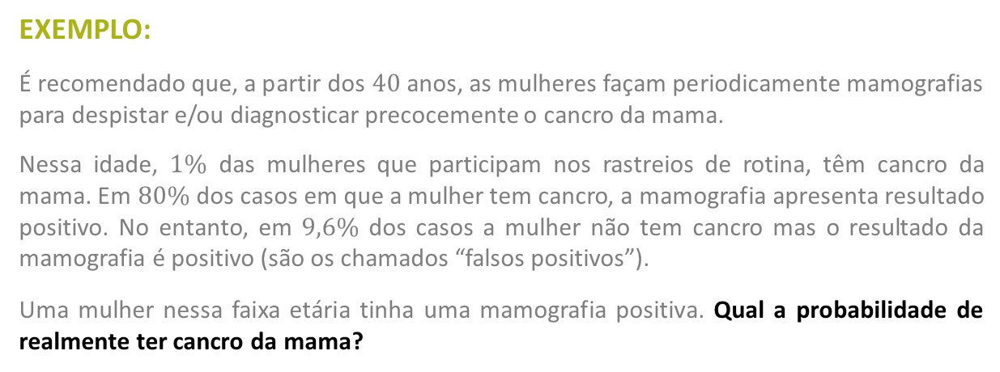 EXEMPLO:
É recomendado que, a partir dos 40 anos, as mulheres façam periodicamente mamografias
para despistar e/ou diagnosticar precocemente o cancro da mama.
Nessa idade, 1% das mulheres que participam nos rastreios de rotina, têm cancro da
mama. Em 80% dos casos em que a mulher tem cancro, a mamografia apresenta resultado
positivo. No entanto, em 9,6% dos casos a mulher não tem cancro mas o resultado da
mamografia é positivo (são os chamados “falsos positivos”).
Uma mulher nessa faixa etária tinha uma mamografia positiva. Qual a probabilidade de
realmente ter cancro da mama?